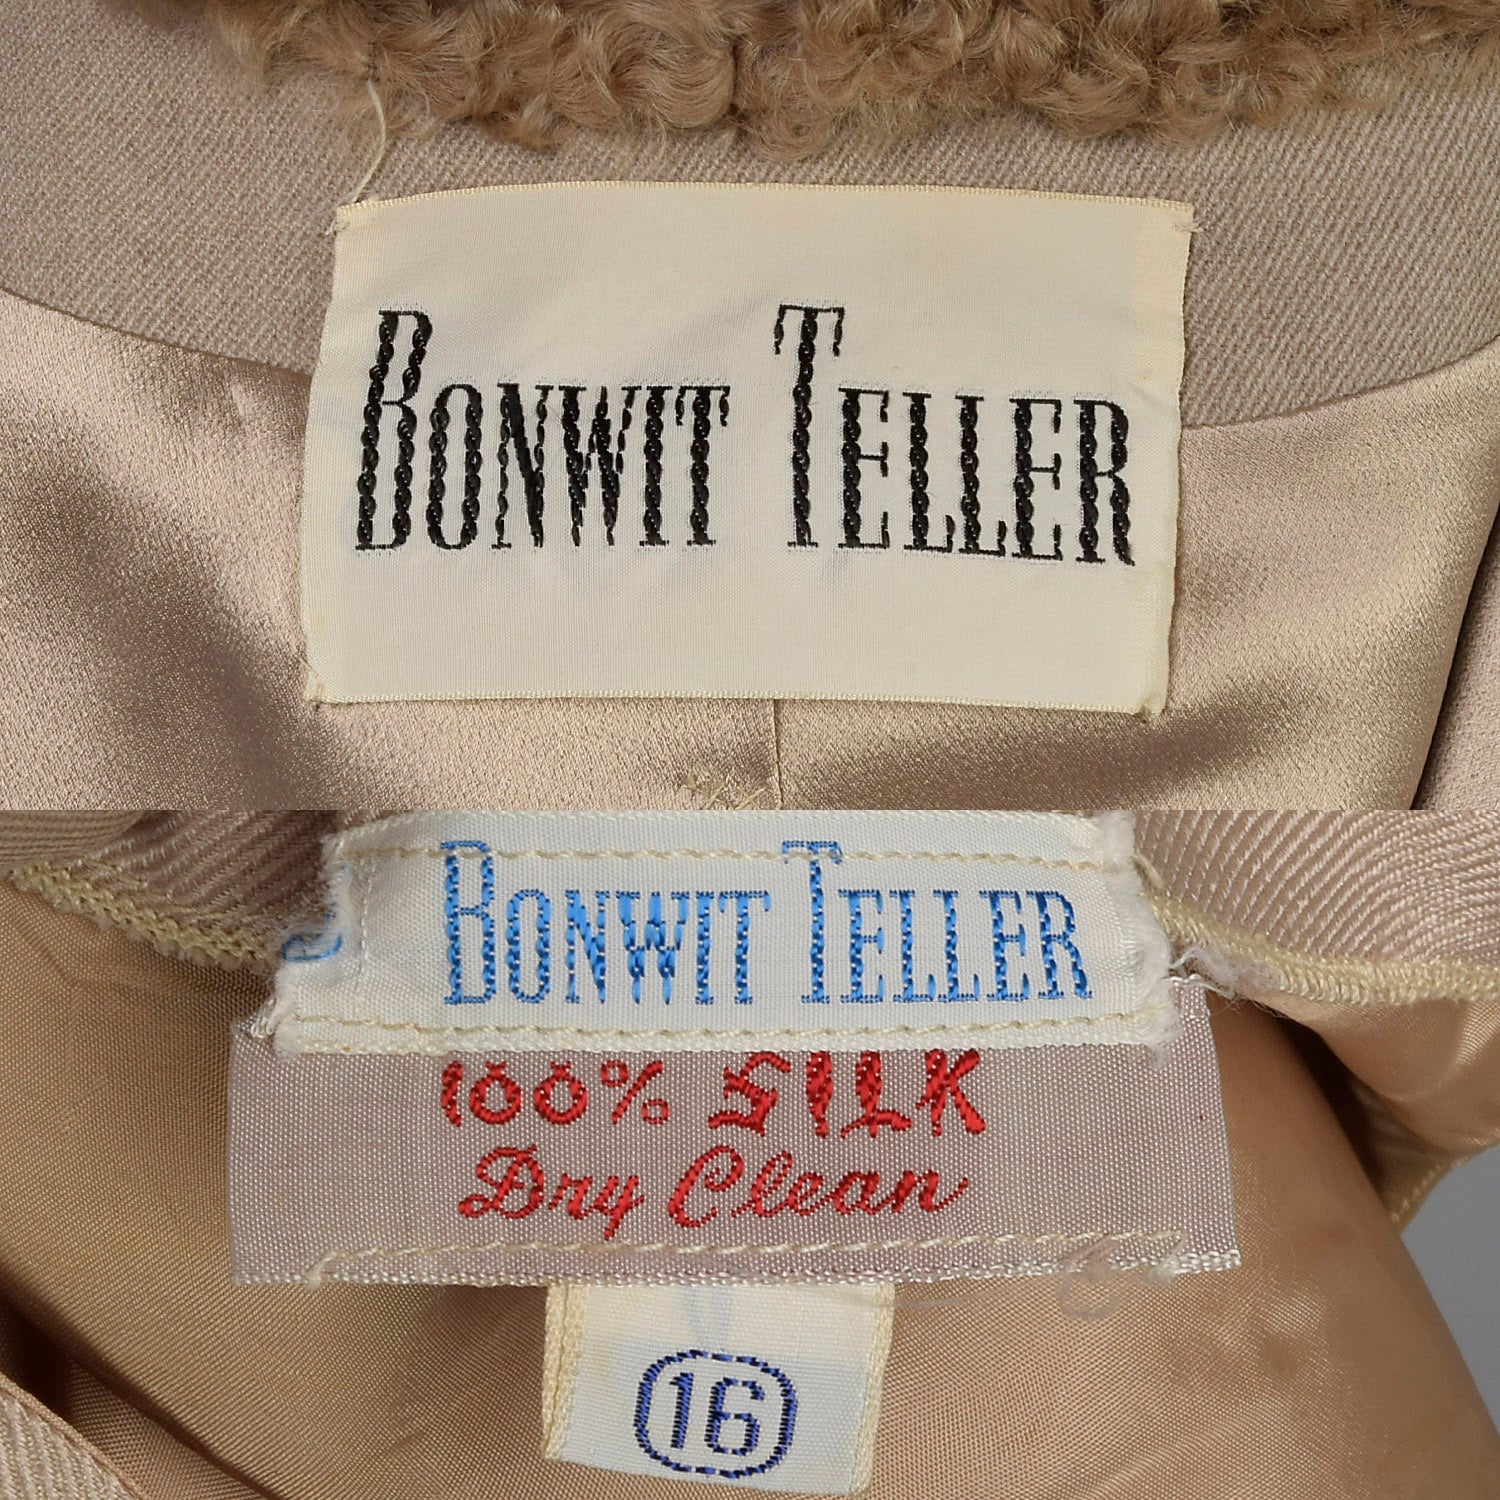 BONWIT TELLER
BONWIT TELLER
100% SILK
Dry Clean
16